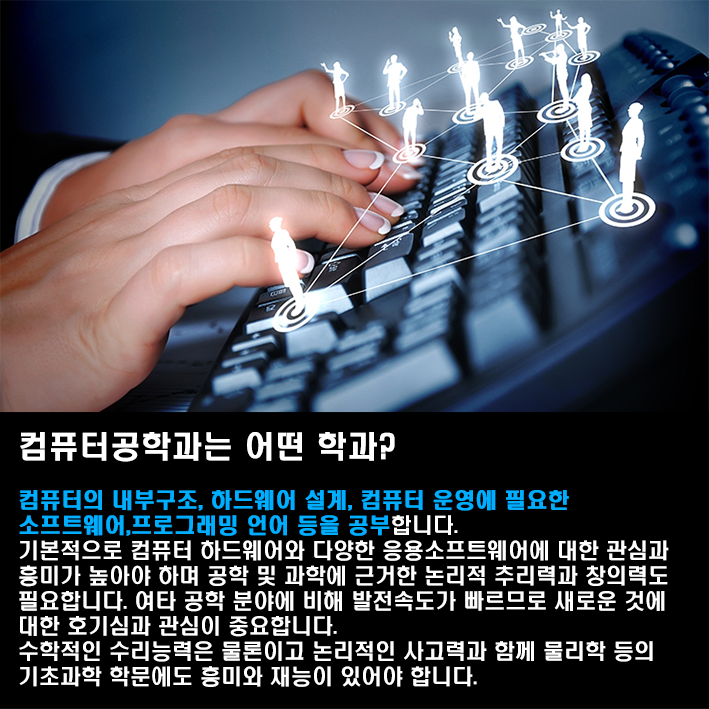 컴퓨터공학과는 어떤 학과?
컴퓨터의 내부구조, 하드웨어 설계, 컴퓨터 운영에 필요한
소프트웨어,프로그래밍 언어 등을 공부합니다.
기본적으로 컴퓨터 하드웨어와 다양한 응용소프트웨어에 대한 관심과
흥미가 높아야 하며 공학 및 과학에 근거한 논리적 추리력과 창의력도
필요합니다. 여타 공학 분야에 비해 발전속도가 빠르므로 새로운 것에
대한 호기심과 관심이 중요합니다.
수학적인 수리능력은 물론이고 논리적인 사고력과 함께 물리학 등의
기초과학 학문에도 흥미와 재능이 있어야 합니다.